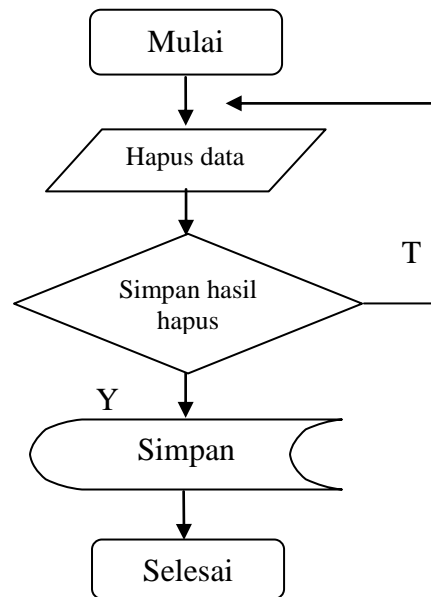 Mulai
Hapus data
Simpan hasil
hapus
T
Y
Simpan
Selesai